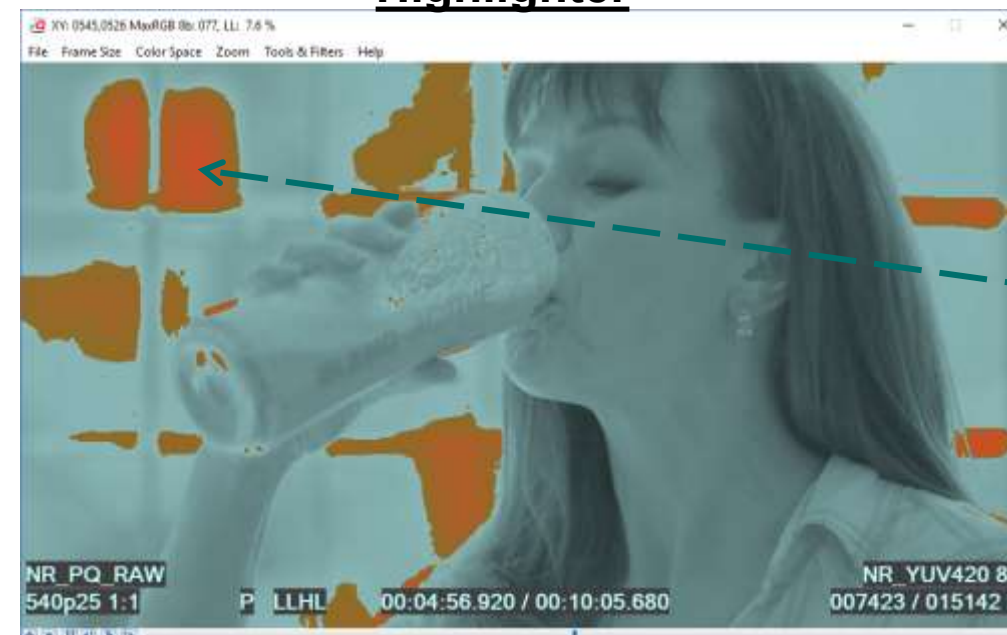 Highlighter
XY: 0545,0526 MaxRGB 8b: 077, LL: 7.6 %
File Frame Size Color Space Zoom Tools & Filters Help
NR_PQ_RAW
NR_YUV420 8
540p25 1:1 P LLHL 00:04:56.920 / 00:10:05.680 007423 / 015142